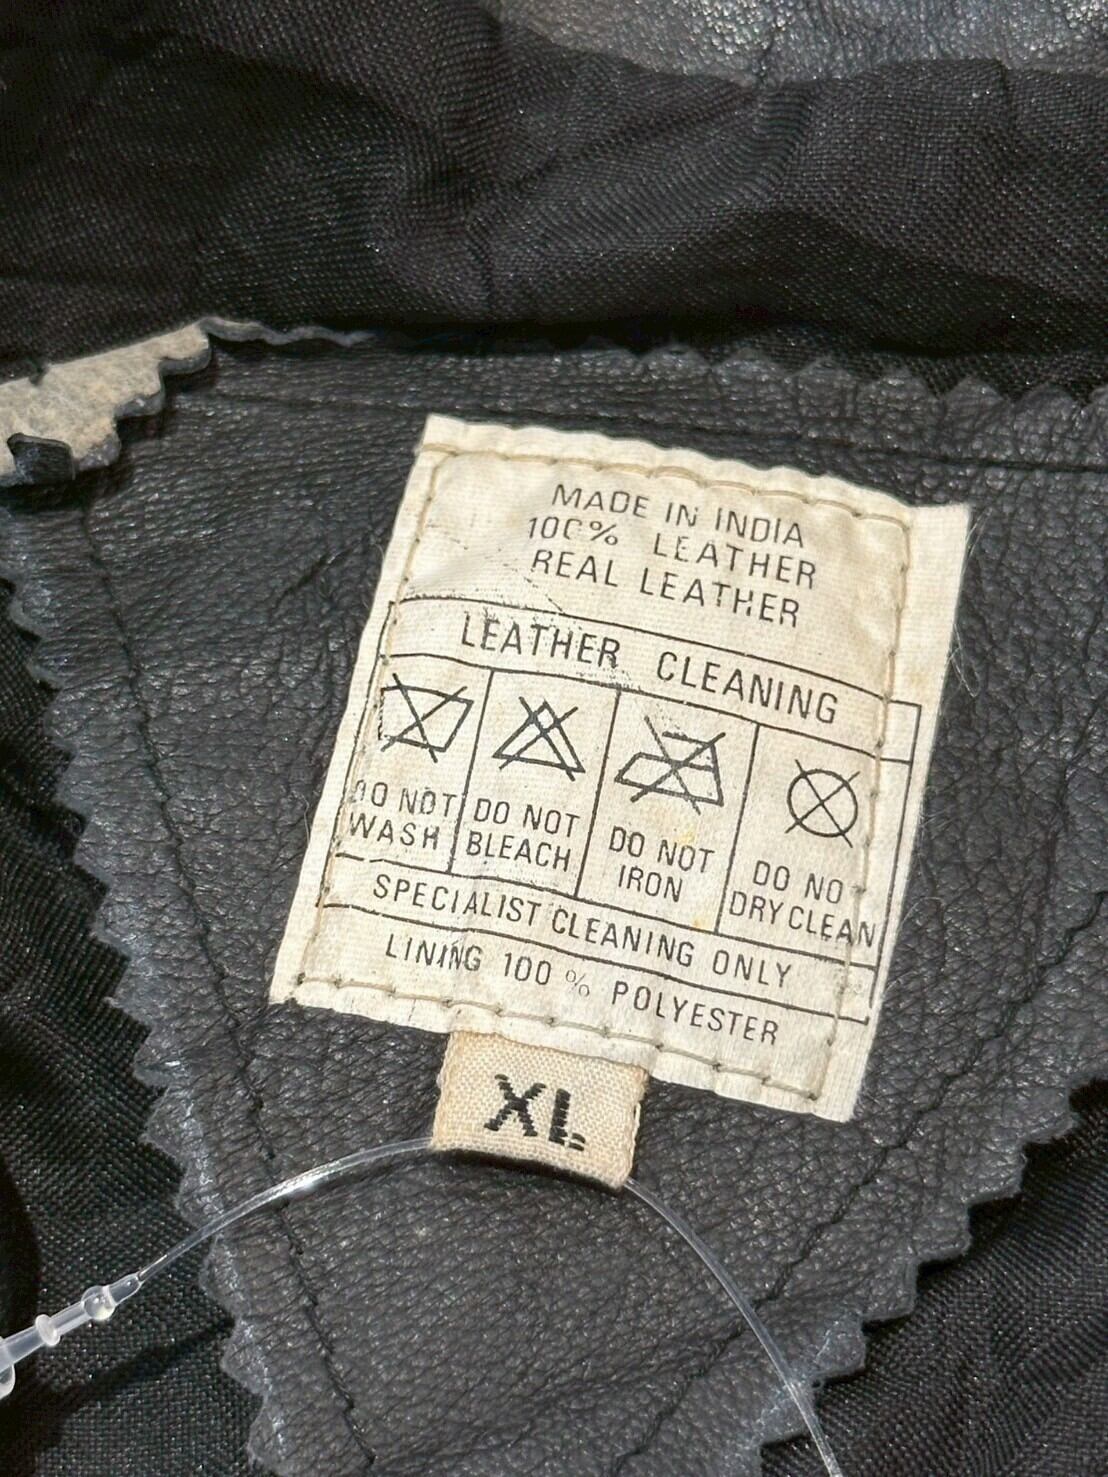 MADE IN INDIA
100% LEATHER
REAL LEATHER
LEATHER CLEANING
DO NOT WASH
DO NOT BLEACH
DO NOT IRON
DO NOT DRY CLEAN
SPECIALIST CLEANING ONLY
LINING 100% POLYESTER
XL